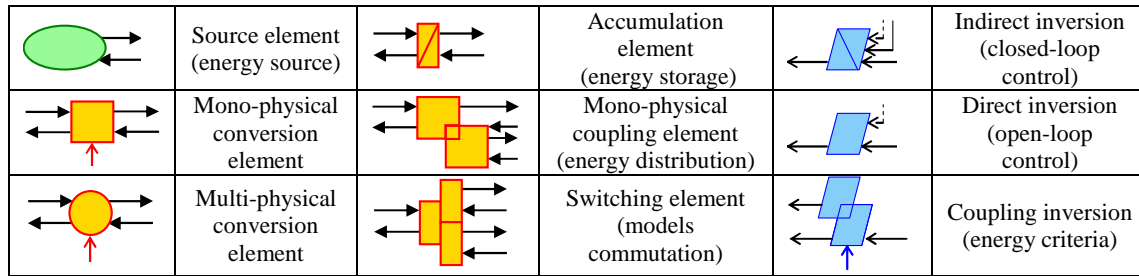 Source element
(energy source)
Accumulation
element
(energy storage)
Indirect inversion
(closed-loop
control)
Mono-physical
conversion
element
Mono-physical
coupling element
(energy distribution)
Direct inversion
(open-loop
control)
Multi-physical
conversion
element
Switching element
(models
commutation)
Coupling inversion
(energy criteria)